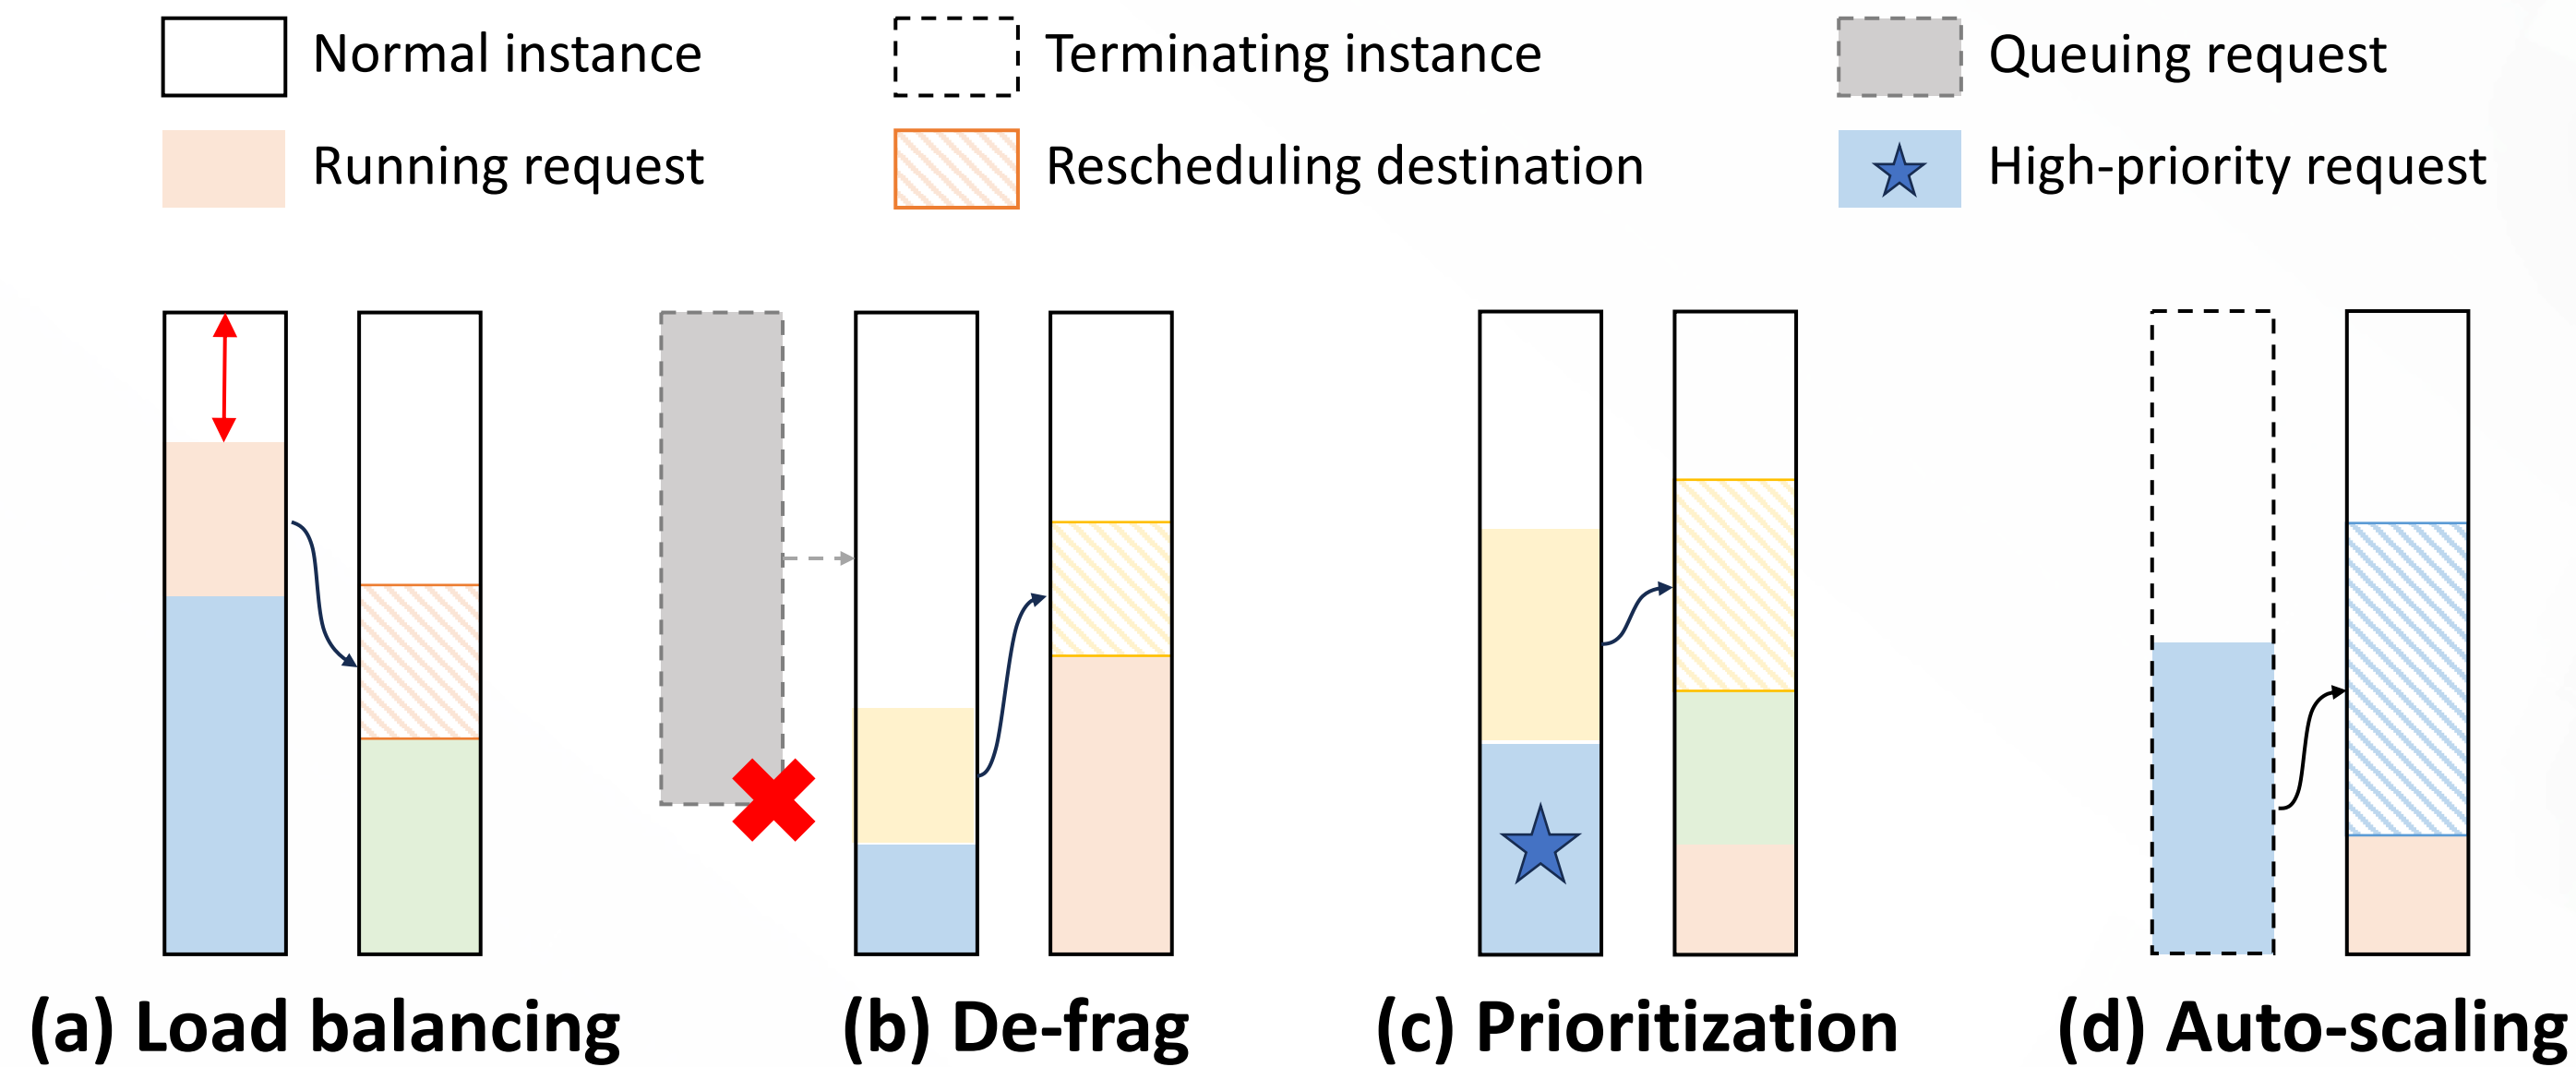 Normal instance
Terminating instance
Queuing request
Running request
Rescheduling destination
High-priority request
(a) Load balancing
(b) De-frag
(c) Prioritization
(d) Auto-scaling